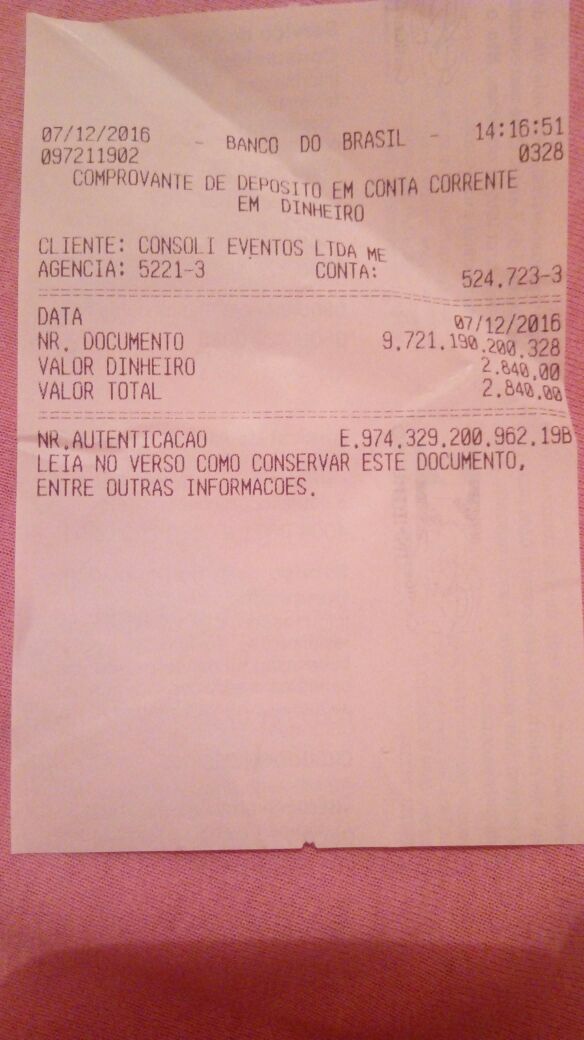 07/12/2016 - BANCO DO BRASIL - 14:16:51
097211902 0328
COMPROVANTE DE DEPOSITO EM CONTA CORRENTE
EM DINHEIRO
CLIENTE: CONSOLI EVENTOS LTDA ME
AGENCIA: 5221-3 CONTA: 524.723-3
DATA 07/12/2016
NR. DOCUMENTO 9.721.190.200.328
VALOR DINHEIRO 2.840,00
VALOR TOTAL 2.840,00
NR.AUTENTICACAO E.974.329.200.962.19B
LEIA NO VERSO COMO CONSERVAR ESTE DOCUMENTO,
ENTRE OUTRAS INFORMACOES.